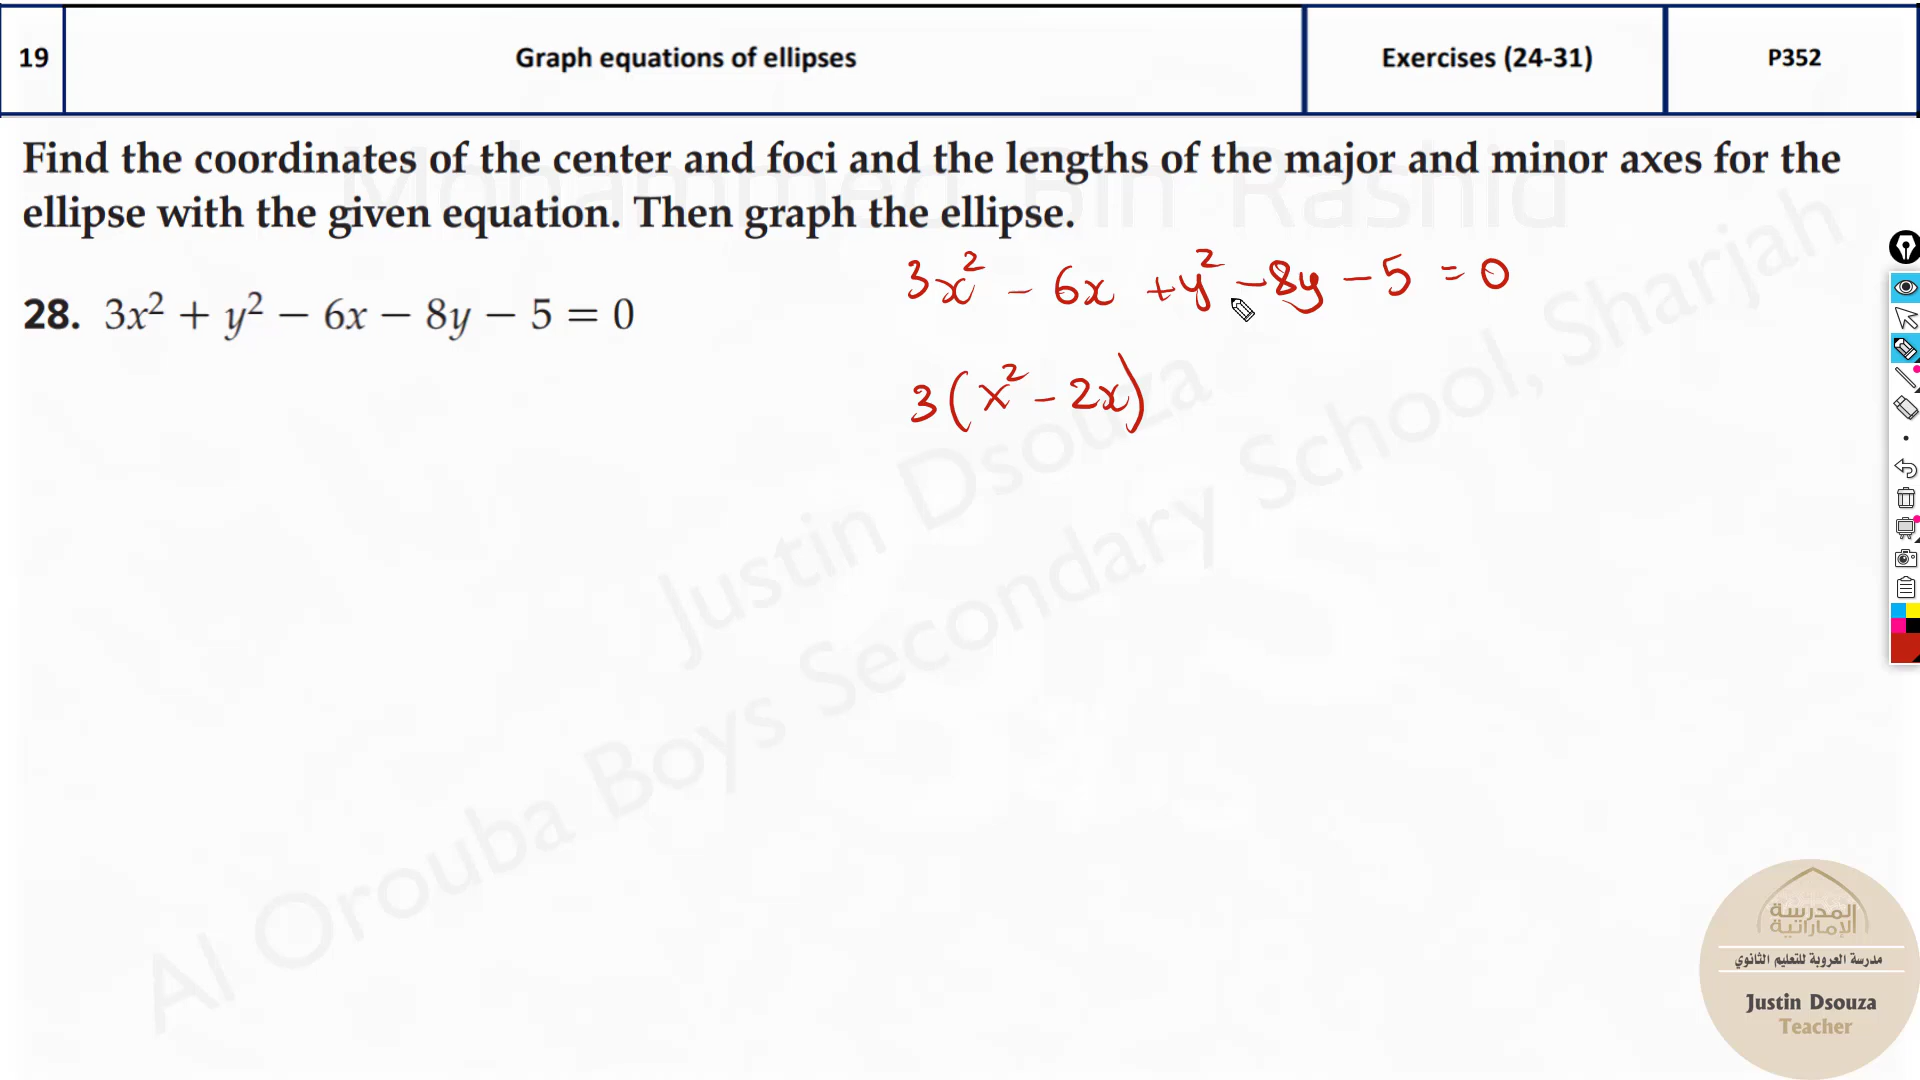 19
Graph equations of ellipses
Exercises (24-31)
P352
Find the coordinates of the center and foci and the lengths of the major and minor axes for the
ellipse with the given equation. Then graph the ellipse.
28. 3x² + y² − 6x − 8y − 5 = 0
3x² − 6x + y² − 8y − 5 = 0
3(x² − 2x)
Mohammed Bin Rashid
Justin Dsouza
Al Orouba Boys Secondary School, Sharjah
المدرسة
الإماراتية
مدرسة العروبة للتعليم الثانوي
Justin Dsouza
Teacher